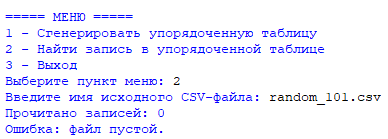 ===== МЕНЮ =====
1 - Сгенерировать упорядоченную таблицу
2 - Найти запись в упорядоченной таблице
3 - Выход
Выберите пункт меню: 2
Введите имя исходного CSV-файла: random_101.csv
Прочитано записей: 0
Ошибка: файл пустой.